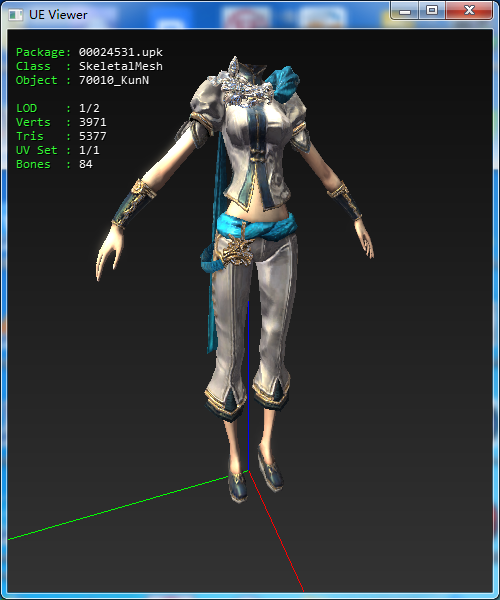 UE Viewer
Package: 00024531.upk
Class  : SkeletalMesh
Object : 70010_KunN
LOD    : 1/2
Verts  : 3971
Tris   : 5377
UV Set : 1/1
Bones  : 84